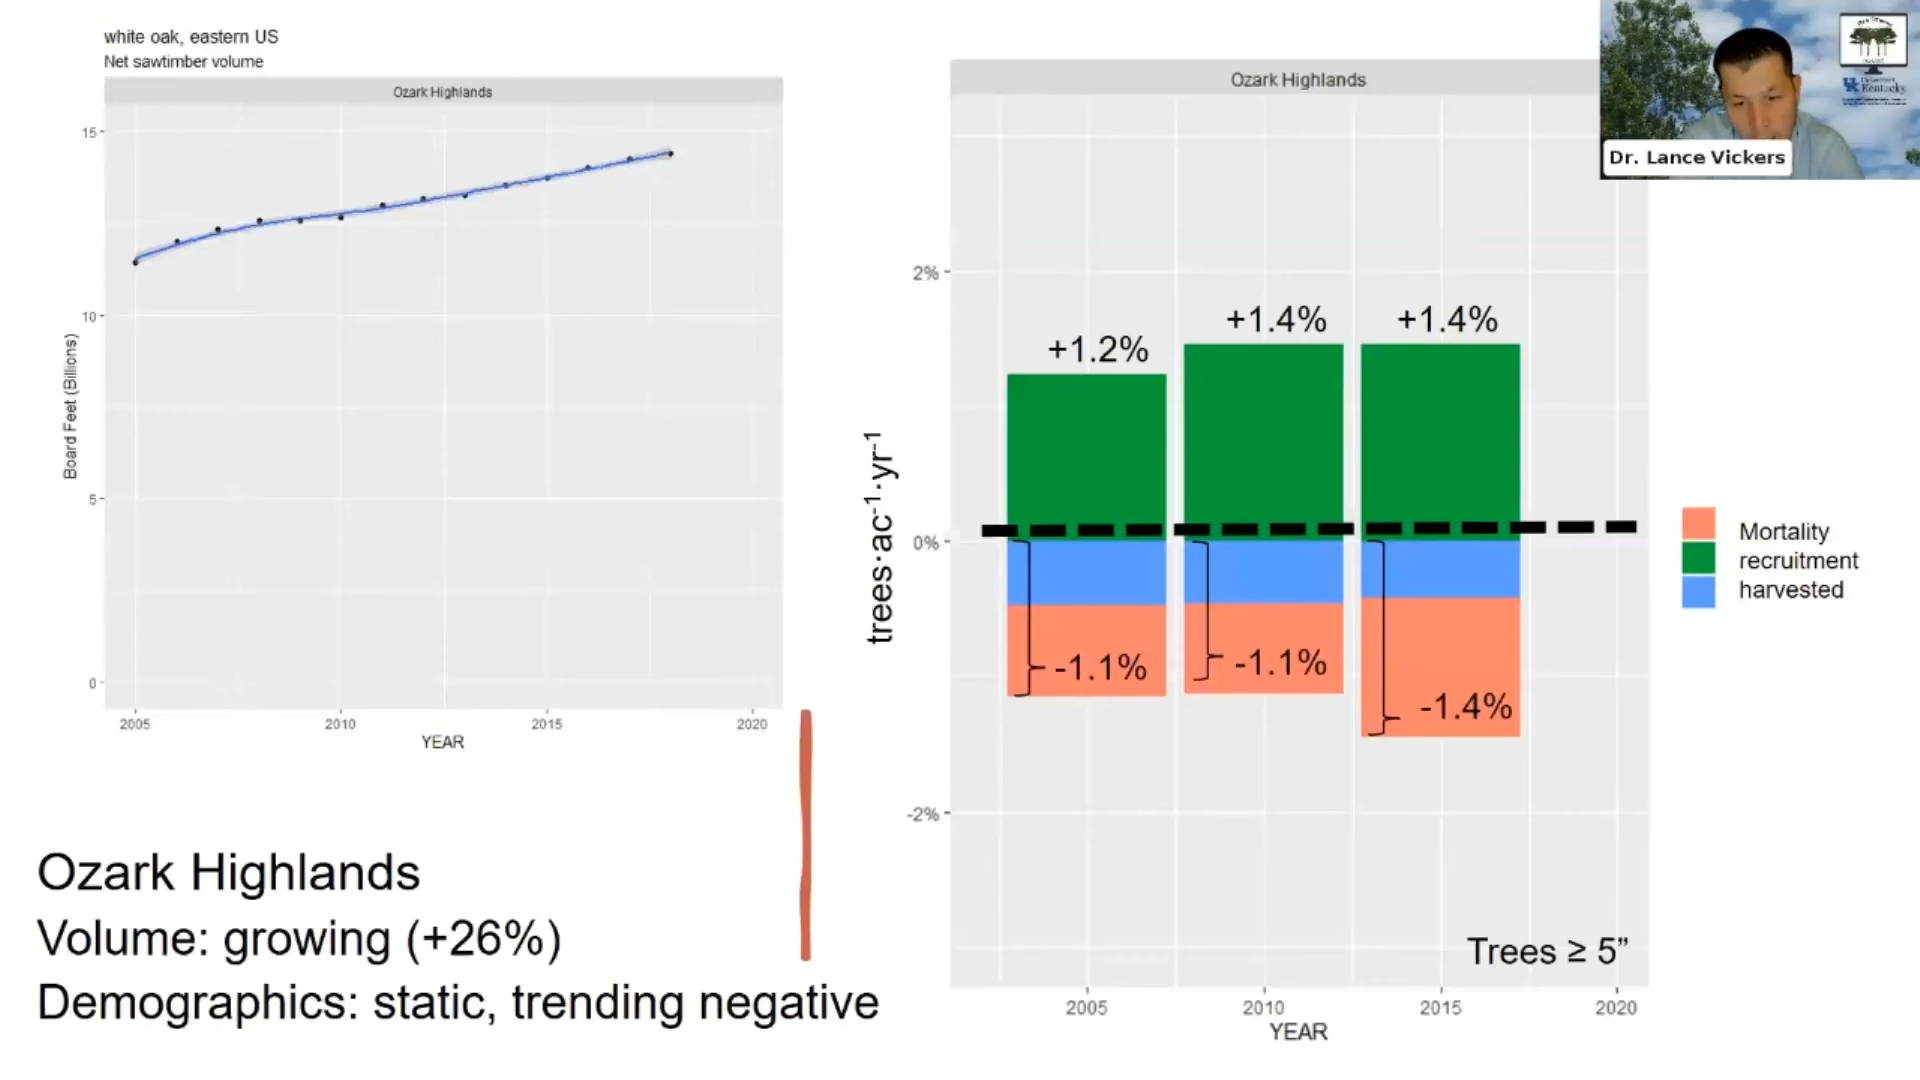 white oak, eastern US
Net sawtimber volume
Ozark Highlands
15
10
5
0
Board Feet (Billions)
2005 2010 2015 2020
YEAR
Ozark Highlands
Volume: growing (+26%)
Demographics: static, trending negative
Ozark Highlands
2%
0%
-2%
trees·ac⁻¹·yr⁻¹
+1.2% +1.4% +1.4%
-1.1% -1.1% -1.4%
Trees ≥ 5”
2005 2010 2015 2020
YEAR
Mortality
recruitment
harvested
Kentucky
Dr. Lance Vickers